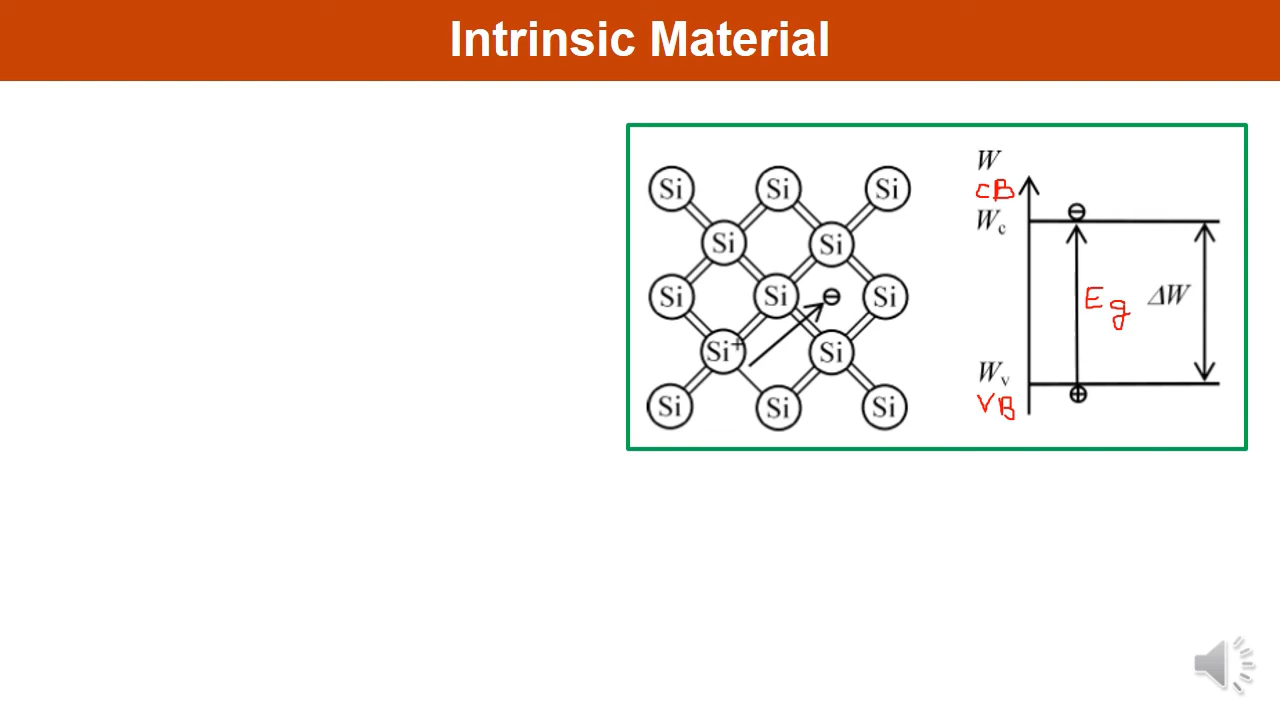 Intrinsic Material
Si Si Si
Si Si
Si Si ⊖ Si
Si⁺ Si
Si Si Si
W
CB
⊖
Wc
Eg ΔW
Wv
⊕
VB